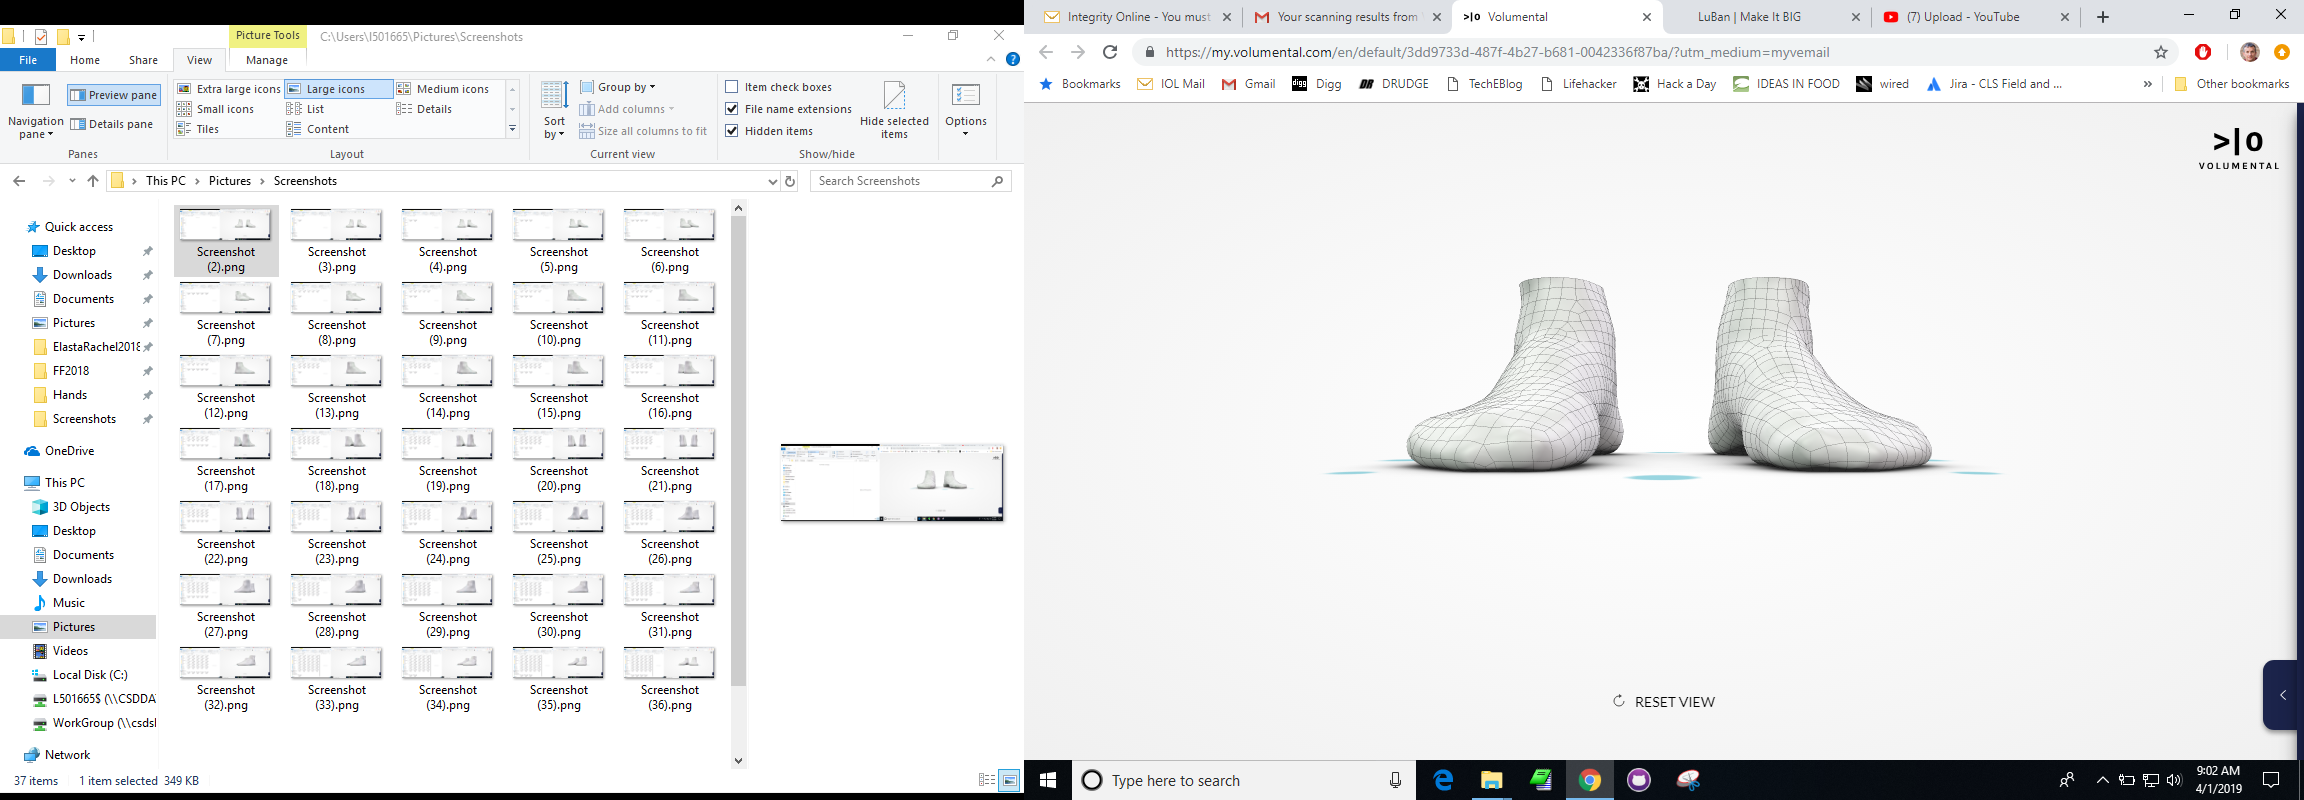 Picture Tools
C:\Users\I501665\Pictures\Screenshots
File Home Share View Manage
Preview pane
Details pane
Navigation pane
Panes
Extra large icons Large icons Medium icons
Small icons List Details
Tiles Content
Layout
Sort by
Group by
Add columns
Size all columns to fit
Current view
Item check boxes
File name extensions
Hidden items
Hide selected items
Show/hide
Options
This PC > Pictures > Screenshots
Search Screenshots
Quick access
Desktop
Downloads
Documents
Pictures
ElastaRachel2018
FF2018
Hands
Screenshots
OneDrive
This PC
3D Objects
Desktop
Documents
Downloads
Music
Pictures
Videos
Local Disk (C:)
L501665$ (\\CSDDA
WorkGroup (\\csdsl
Network
Screenshot (2).png
Screenshot (3).png
Screenshot (4).png
Screenshot (5).png
Screenshot (6).png
Screenshot (7).png
Screenshot (8).png
Screenshot (9).png
Screenshot (10).png
Screenshot (11).png
Screenshot (12).png
Screenshot (13).png
Screenshot (14).png
Screenshot (15).png
Screenshot (16).png
Screenshot (17).png
Screenshot (18).png
Screenshot (19).png
Screenshot (20).png
Screenshot (21).png
Screenshot (22).png
Screenshot (23).png
Screenshot (24).png
Screenshot (25).png
Screenshot (26).png
Screenshot (27).png
Screenshot (28).png
Screenshot (29).png
Screenshot (30).png
Screenshot (31).png
Screenshot (32).png
Screenshot (33).png
Screenshot (34).png
Screenshot (35).png
Screenshot (36).png
37 items 1 item selected 349 KB
Integrity Online - You must
Your scanning results from
>|o Volumental
LuBan | Make It BIG
(7) Upload - YouTube
https://my.volumental.com/en/default/3dd9733d-487f-4b27-b681-0042336f87ba/?utm_medium=myvemail
Bookmarks IOL Mail Gmail Digg DRUDGE TechEBlog Lifehacker Hack a Day IDEAS IN FOOD wired Jira - CLS Field and ... » Other bookmarks
>|o
VOLUMENTAL
RESET VIEW
Type here to search
9:02 AM
4/1/2019